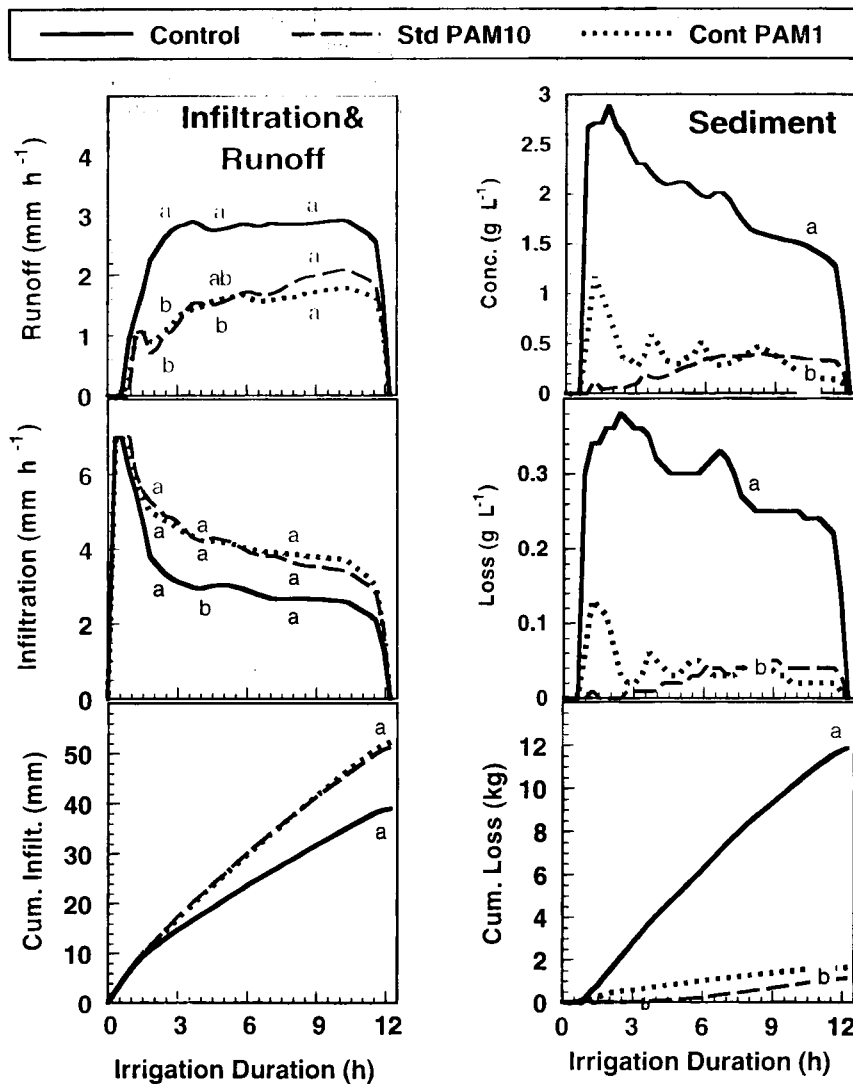 Control Std PAM10 Cont PAM1
Infiltration&
Runoff
Runoff (mm h -1)
4
3
2
1
0
a
a
a
a
ab
b
b
b
a
Infiltration (mm h -1)
6
4
2
0
a
a
a
a
a
a
a
b
a
Cum. Infilt. (mm)
50
40
30
20
10
0
a
a
0 3 6 9 12
Irrigation Duration (h)
Sediment
Conc. (g L-1)
3
2.5
2
1.5
1
0.5
0
a
b
Loss (g L-1)
0.3
0.2
0.1
0
a
b
Cum. Loss (kg)
12
10
8
6
4
2
0
a
b
b
0 3 6 9 12
Irrigation Duration (h)